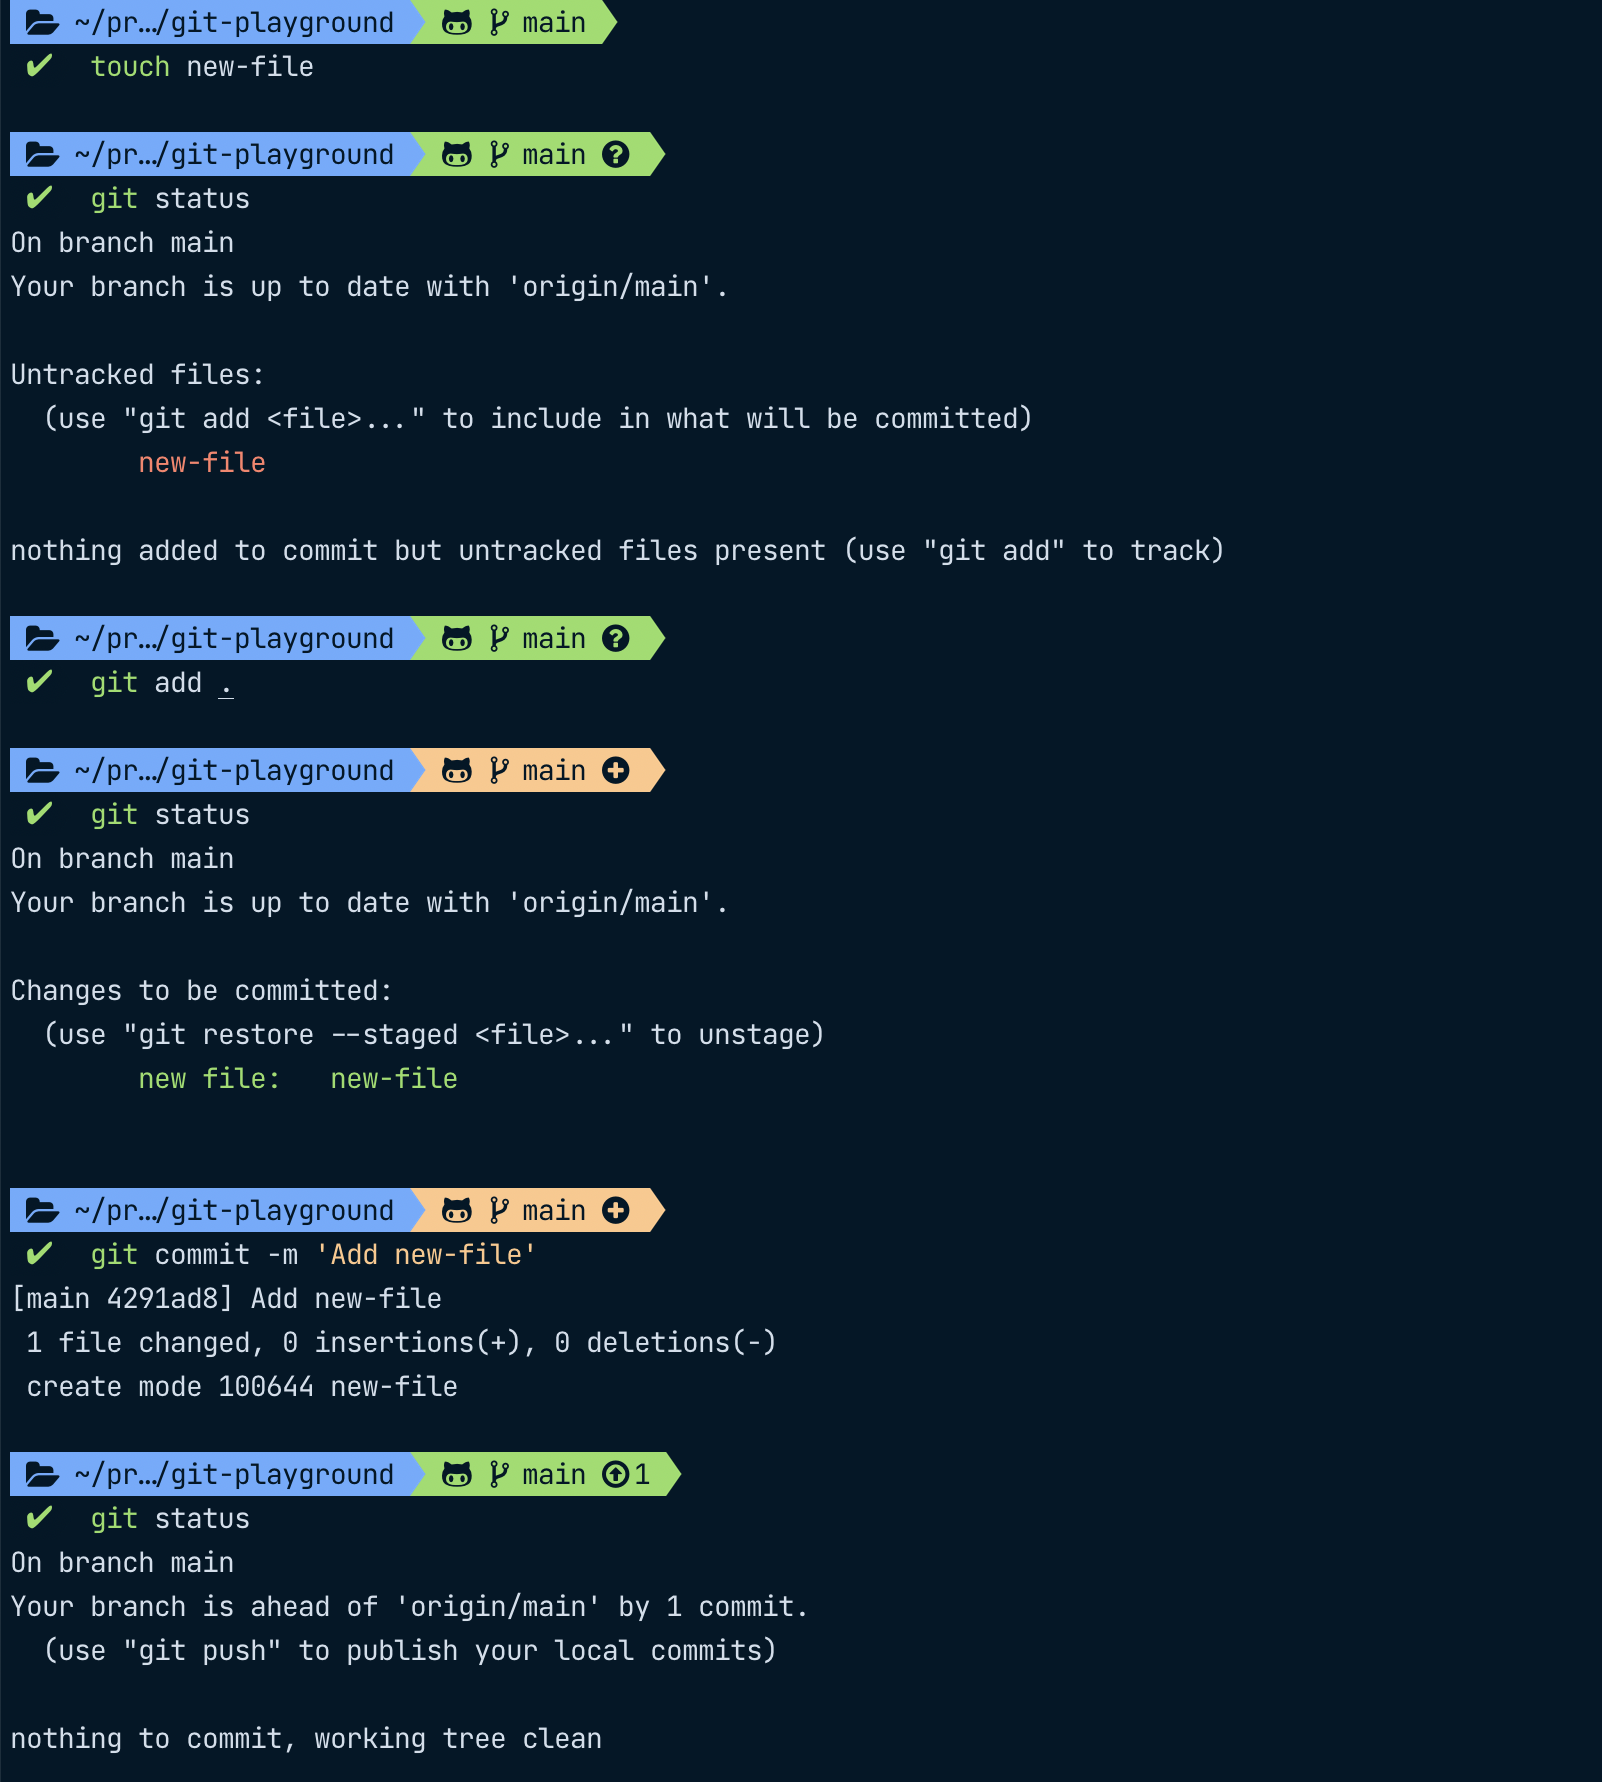 ~/pr…/git-playground main
✔ touch new-file
~/pr…/git-playground main ?
✔ git status
On branch main
Your branch is up to date with 'origin/main'.
Untracked files:
  (use "git add <file>..." to include in what will be committed)
        new-file
nothing added to commit but untracked files present (use "git add" to track)
~/pr…/git-playground main ?
✔ git add .
~/pr…/git-playground main +
✔ git status
On branch main
Your branch is up to date with 'origin/main'.
Changes to be committed:
  (use "git restore --staged <file>..." to unstage)
        new file:   new-file
~/pr…/git-playground main +
✔ git commit -m 'Add new-file'
[main 4291ad8] Add new-file
 1 file changed, 0 insertions(+), 0 deletions(-)
 create mode 100644 new-file
~/pr…/git-playground main ↑1
✔ git status
On branch main
Your branch is ahead of 'origin/main' by 1 commit.
  (use "git push" to publish your local commits)
nothing to commit, working tree clean